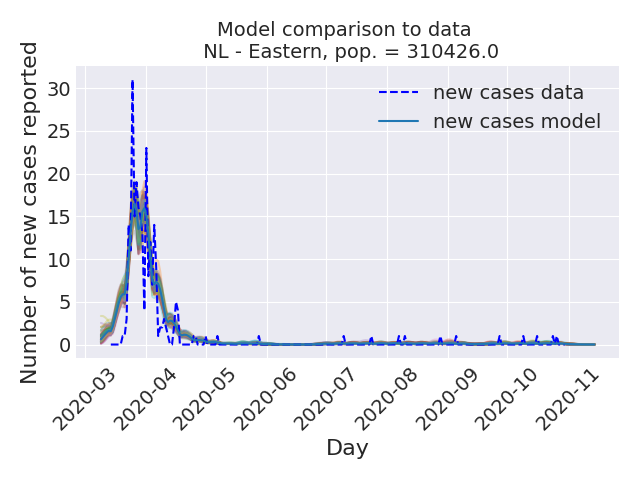 Model comparison to data
NL - Eastern, pop. = 310426.0
new cases data
new cases model
Number of new cases reported
30
25
20
15
10
5
0
2020-03
2020-04
2020-05
2020-06
2020-07
2020-08
2020-09
2020-10
2020-11
Day